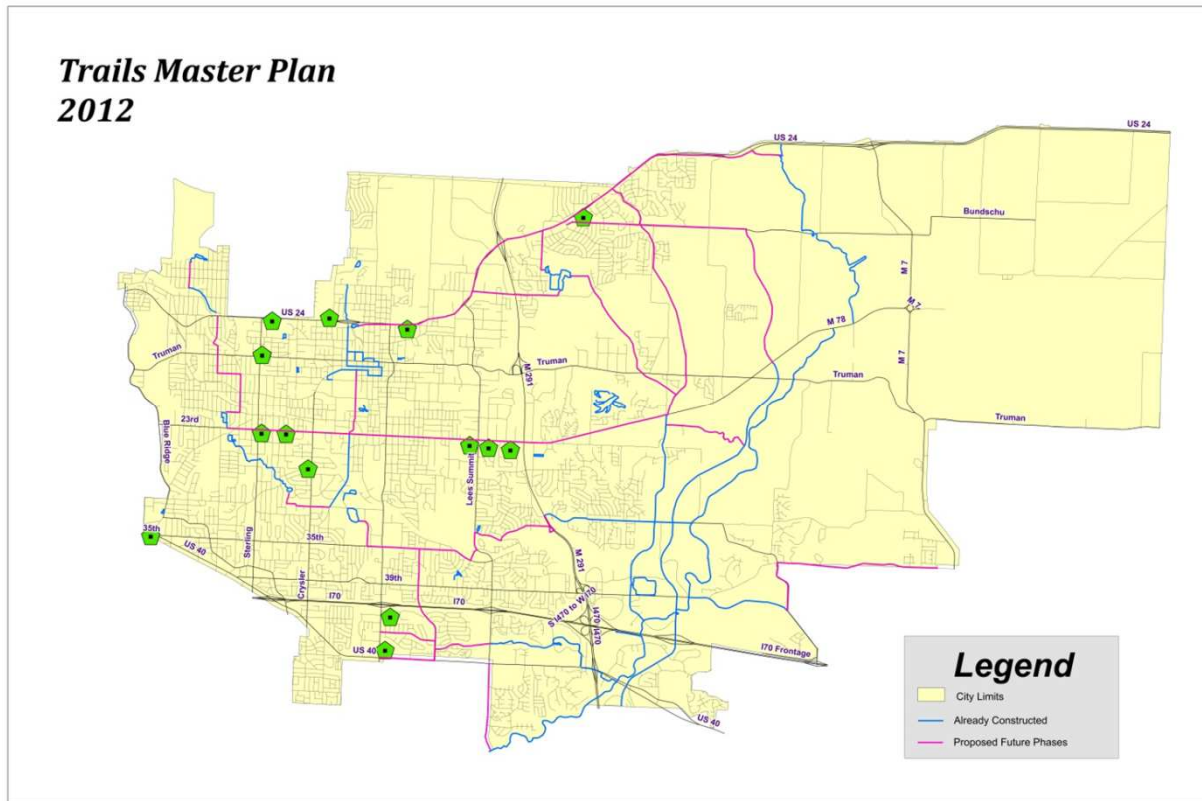 Trails Master Plan
2012
US 24
US 24
Bundschu
M 7
US 24
M 7
M 78
Truman
Truman
M 291
M 7
Truman
Truman
23rd
Blue Ridge
Lees Summit
35th
Sterling
35th
US 40
M 291
Crysler
39th
I70
I70
S I470 to W I70
I470
I470
US 40
I70 Frontage
US 40
Legend
City Limits
Already Constructed
Proposed Future Phases